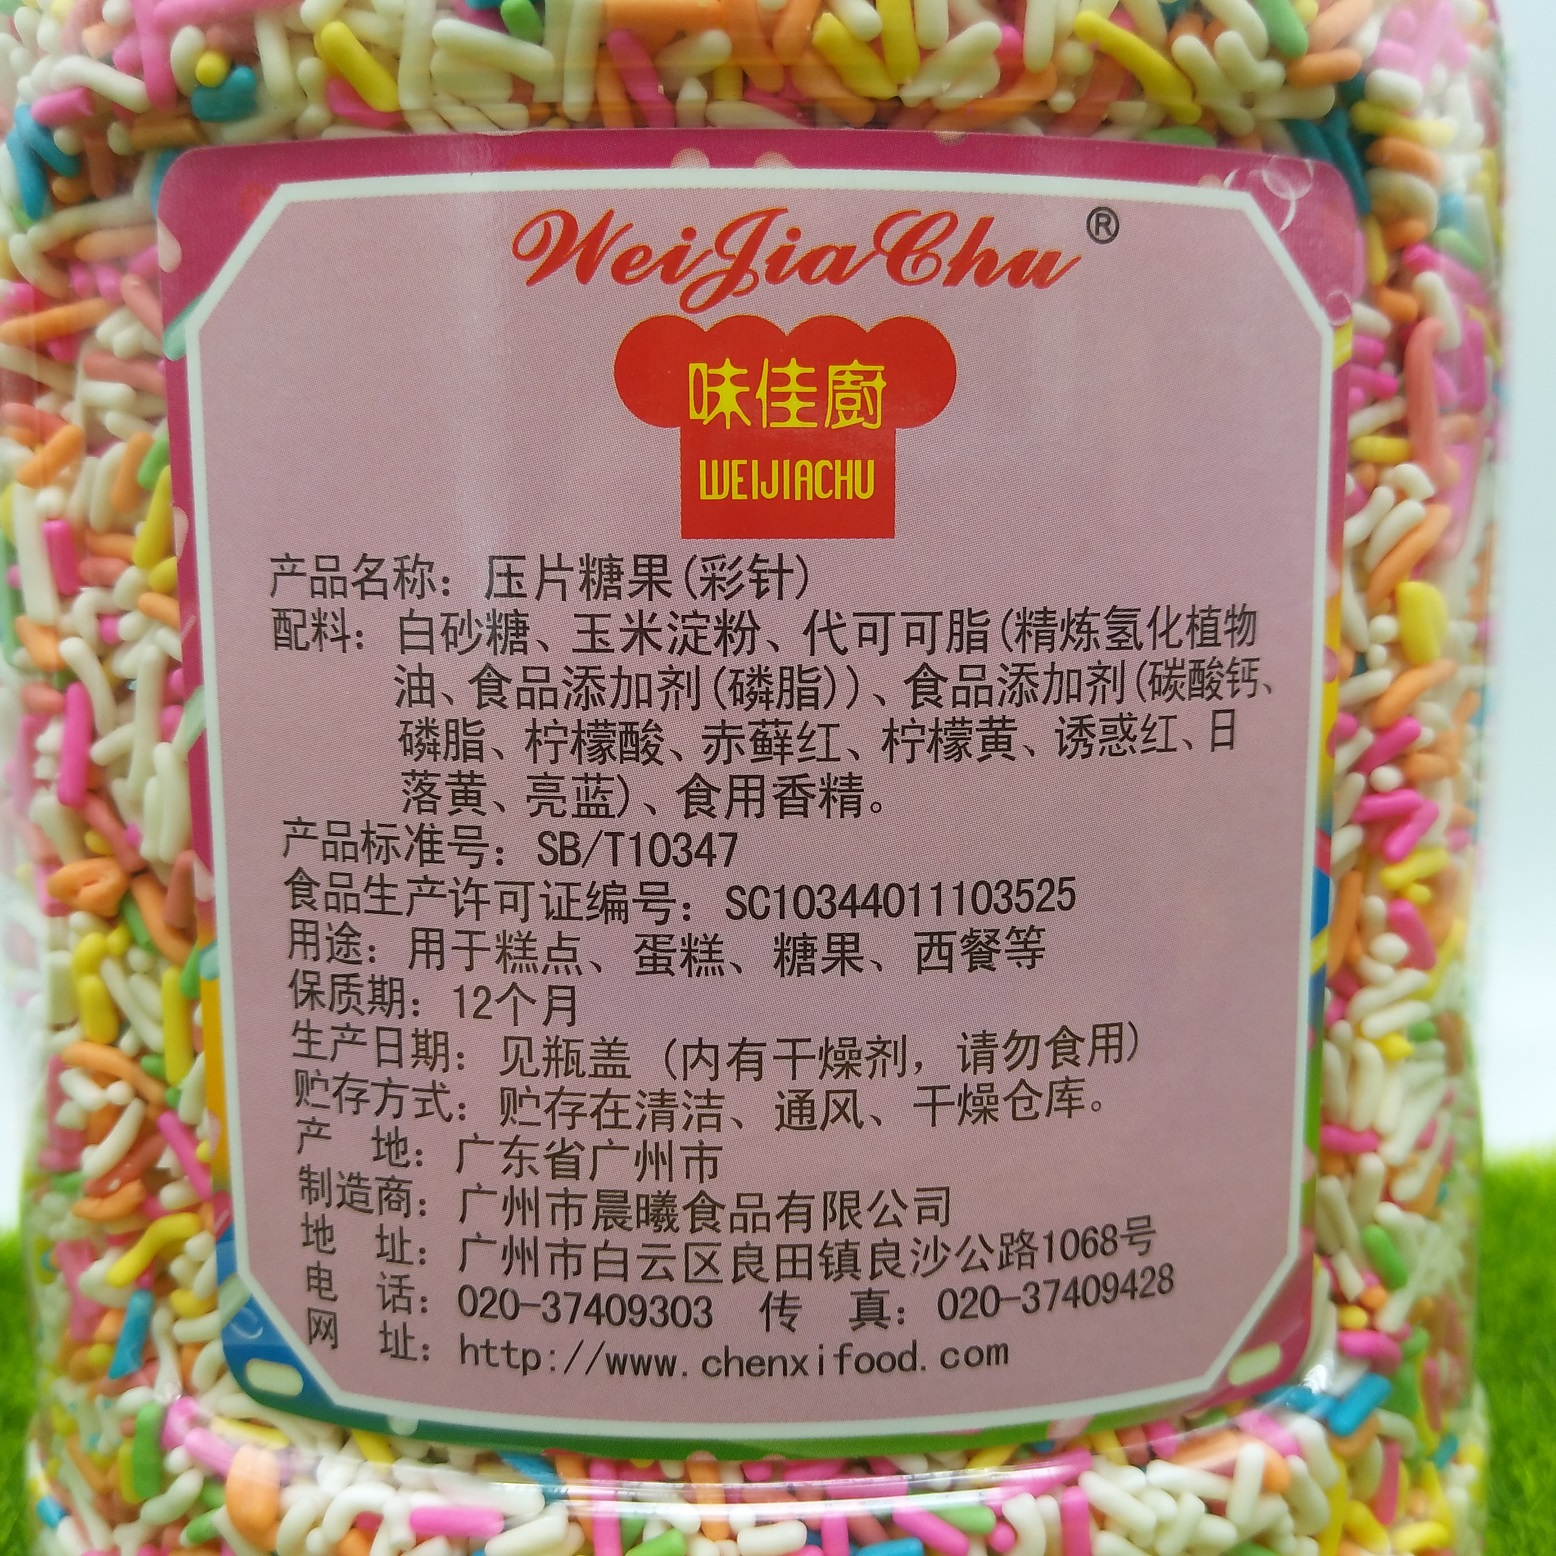 WeiJiaChu®
味佳廚
WEIJIACHU
产品名称：压片糖果(彩针)
配料：白砂糖、玉米淀粉、代可可脂(精炼氢化植物
油、食品添加剂(磷脂))、食品添加剂(碳酸钙、
磷脂、柠檬酸、赤藓红、柠檬黄、诱惑红、日
落黄、亮蓝)、食用香精。
产品标准号：SB/T10347
食品生产许可证编号：SC10344011103525
用途：用于糕点、蛋糕、糖果、西餐等
保质期：12个月
生产日期：见瓶盖（内有干燥剂，请勿食用）
贮存方式：贮存在清洁、通风、干燥仓库。
产 地：广东省广州市
制造商：广州市晨曦食品有限公司
地 址：广州市白云区良田镇良沙公路1068号
电 话：020-37409303 传 真：020-37409428
网 址：http://www.chenxifood.com